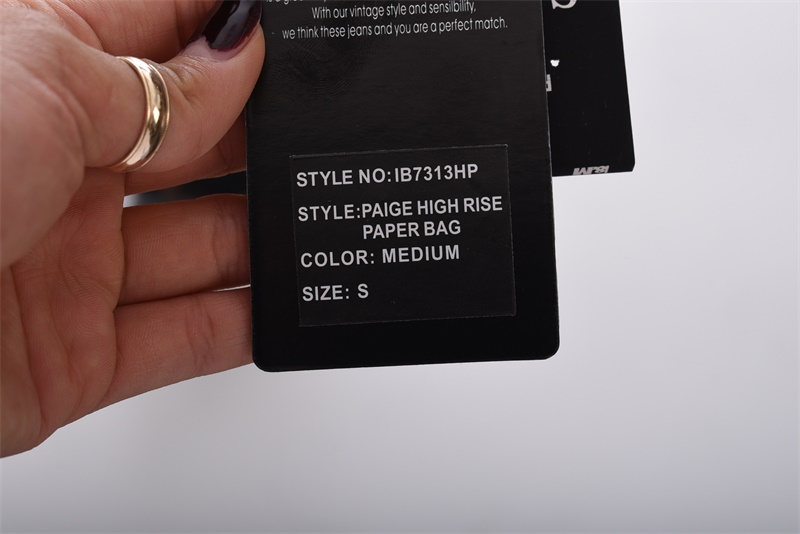 With our vintage style and sensibility,
we think these jeans and you are a perfect match.
STYLE NO: IB7313HP
STYLE: PAIGE HIGH RISE
PAPER BAG
COLOR: MEDIUM
SIZE: S